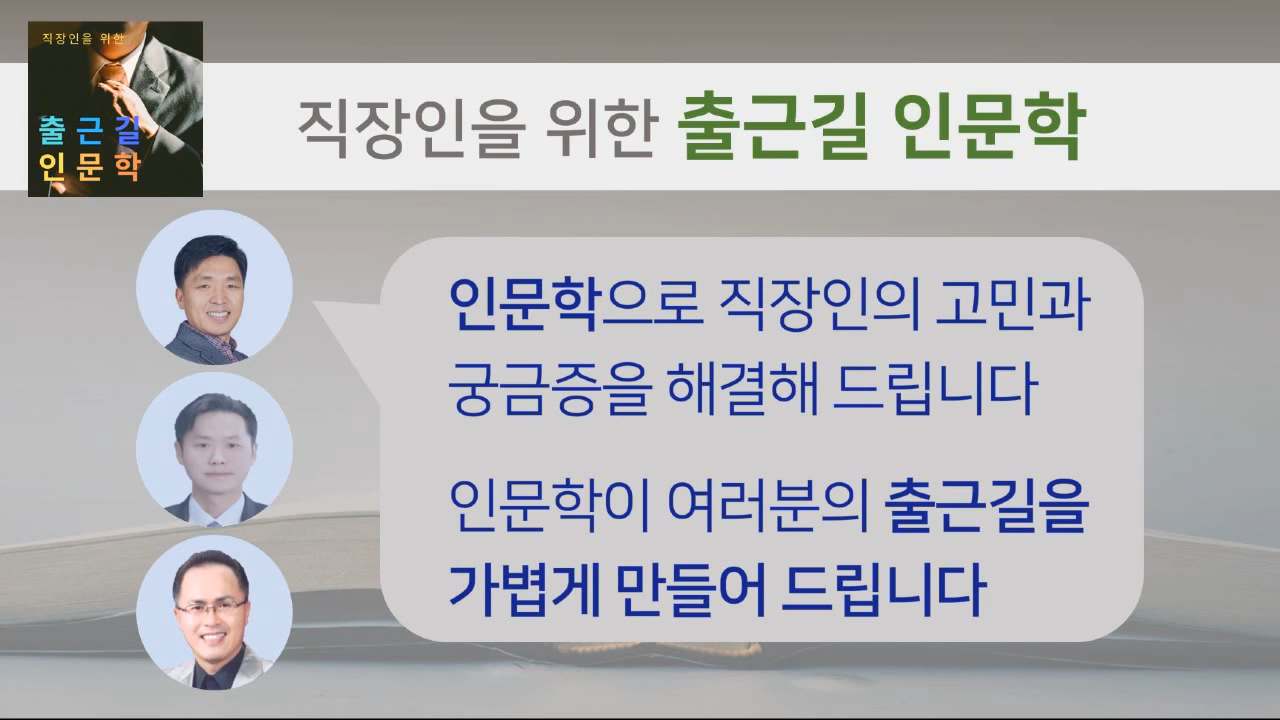 직장인을 위한
출근길
인문학
직장인을 위한 출근길 인문학
인문학으로 직장인의 고민과
궁금증을 해결해 드립니다
인문학이 여러분의 출근길을
가볍게 만들어 드립니다